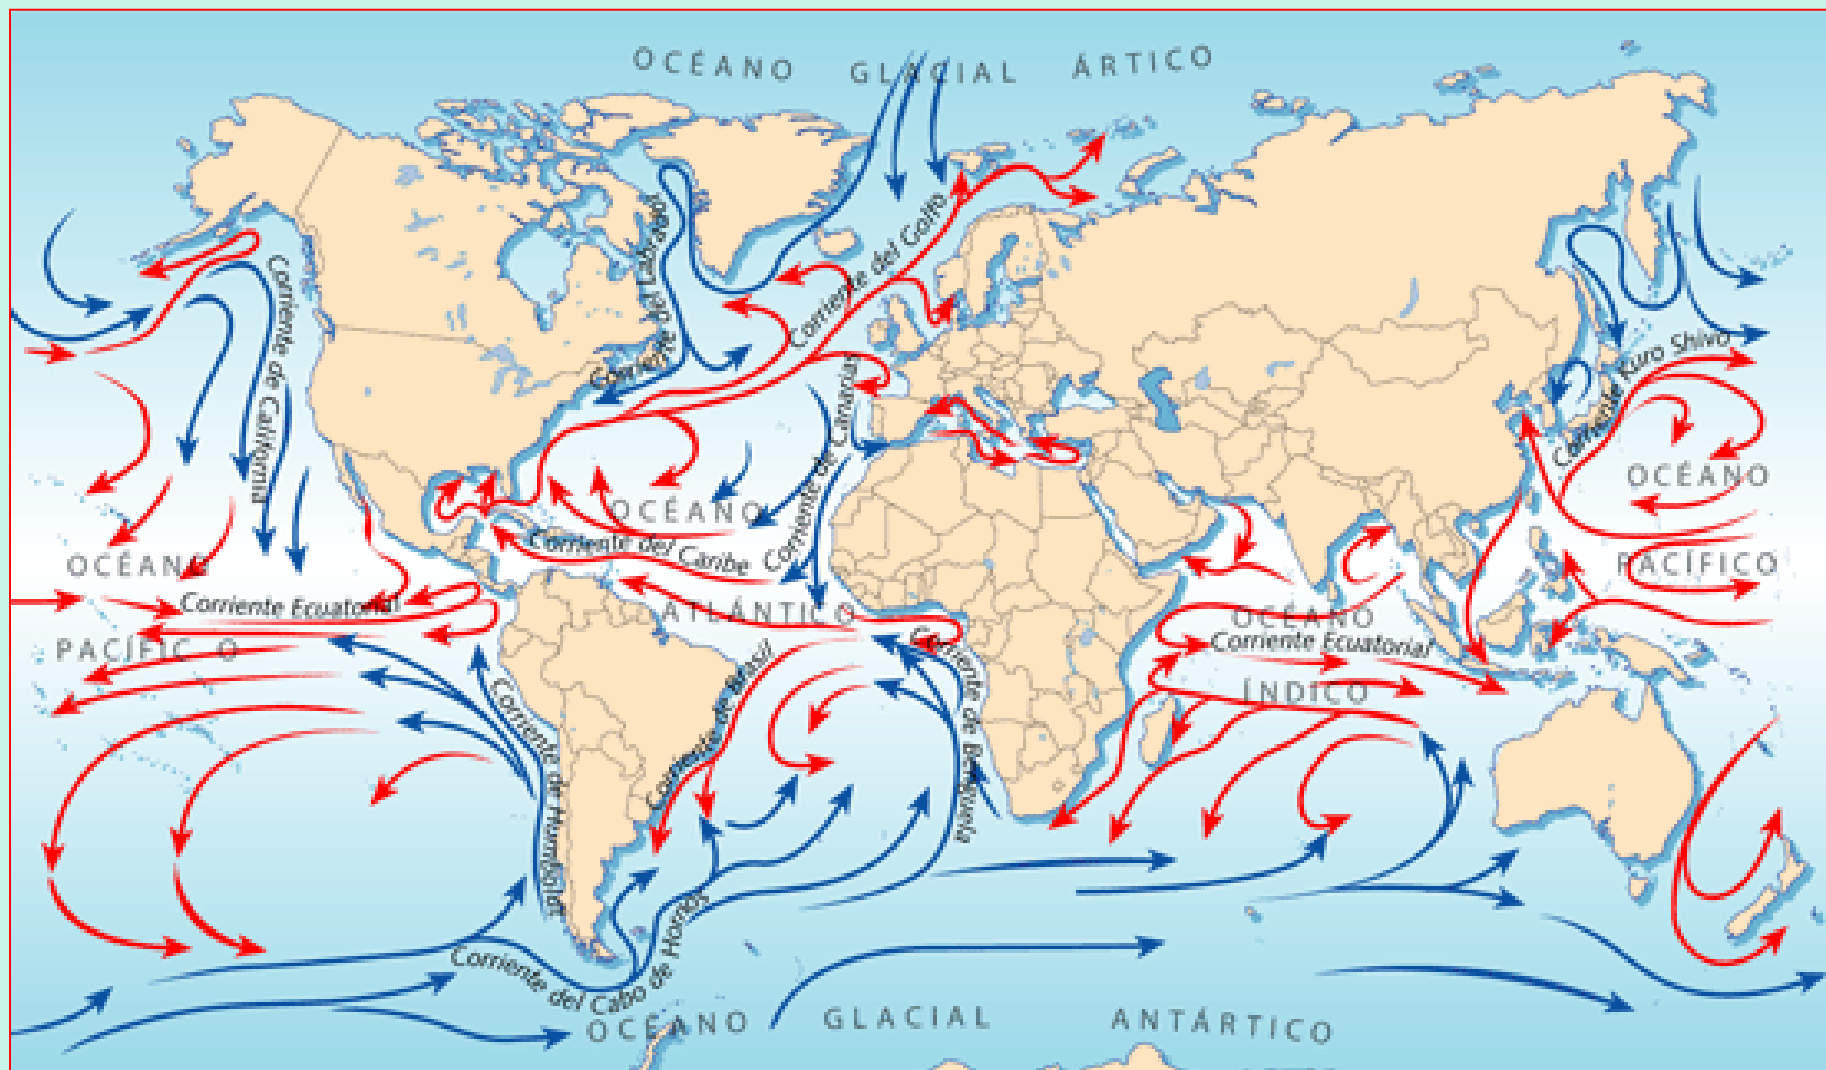 OCÉANO GLACIAL ÁRTICO
Corriente del Labrador
Corriente del Golfo
Corriente de California
Corriente de Canarias
Corriente Kuro Shivo
OCÉANO
OCÉANO
Corriente del Caribe
OCÉANO
PACÍFICO
Corriente Ecuatorial
ATLÁNTICO
OCÉANO
Corriente Ecuatorial
PACÍFIC O
ÍNDICO
Corriente de Brasil
Corriente de Benguela
Corriente de Humboldt
Corriente del Cabo de Hornos
OCÉANO GLACIAL ANTÁRTICO